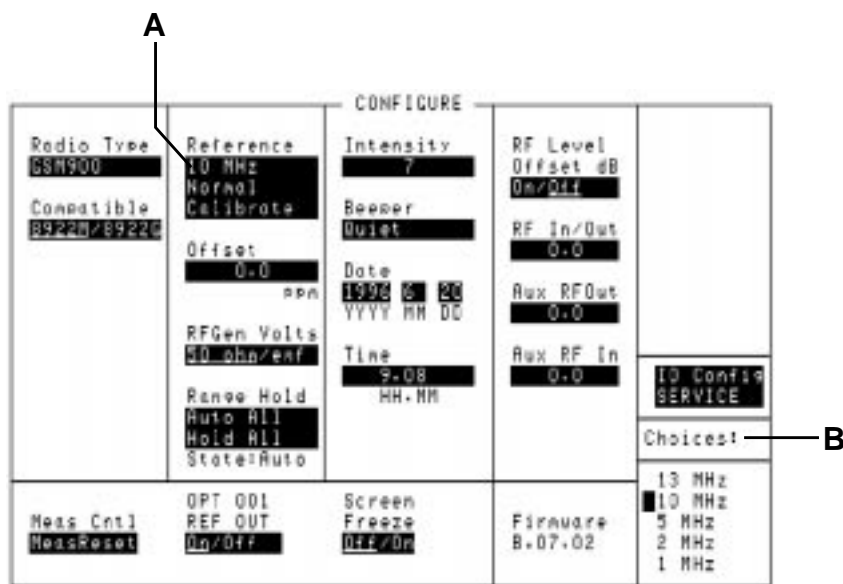 A
CONFIGURE
Radio Type
GSM900
Compatible
8922M/8922G
Reference
10 MHz
Normal
Calibrate
Offset
0.0
ppm
RFGen Volts
50 ohm/emf
Range Hold
Auto All
Hold All
State:Auto
Intensity
7
Beeper
Quiet
Date
1996 6 20
YYYY MM DD
Time
9.08
HH.MM
RF Level
Offset dB
On/Off
RF In/Out
0.0
Aux RFOut
0.0
Aux RF In
0.0
IO Config
SERVICE
Choices:
B
13 MHz
10 MHz
5 MHz
2 MHz
1 MHz
Meas Cntl
MeasReset
OPT 001
REF OUT
On/Off
Screen
Freeze
Off/On
Firmware
B.07.02